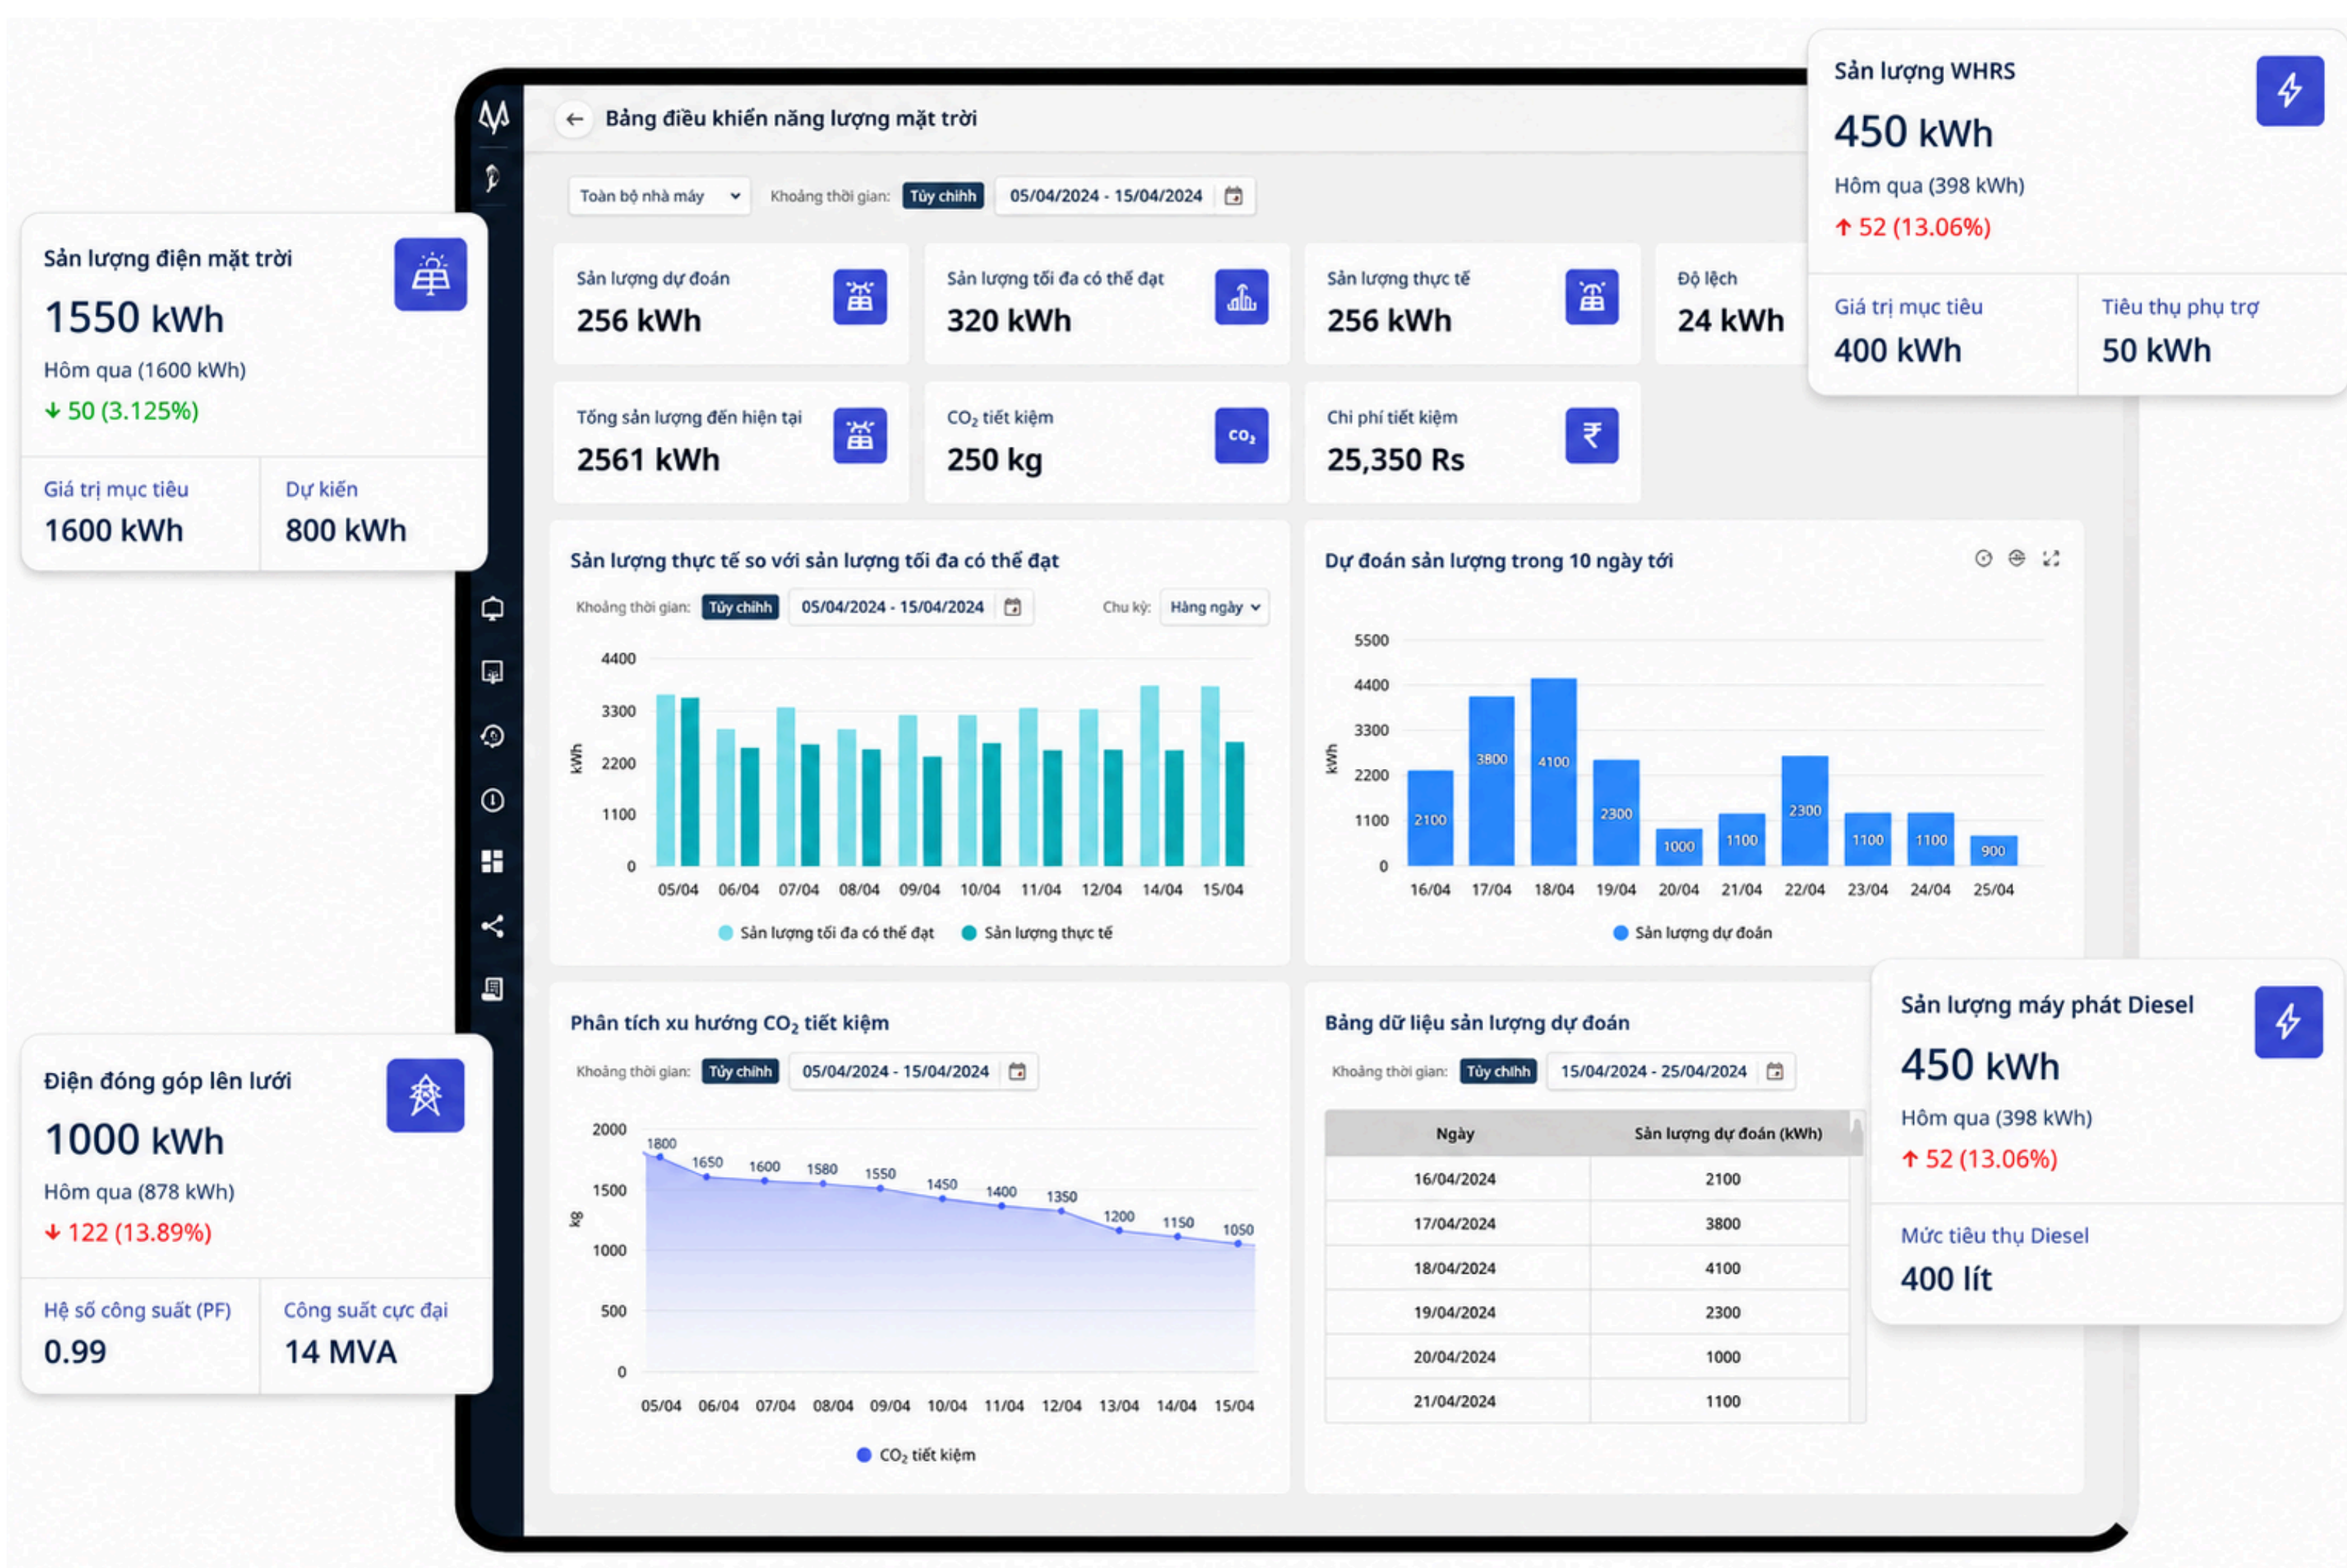 Bảng điều khiển năng lượng mặt trời
Toàn bộ nhà máy
Khoảng thời gian:
Tủy chihh
05/04/2024 - 15/04/2024
Sản lượng điện mặt trời
1550 kWh
Hôm qua (1600 kWh)
↓ 50 (3.125%)
Giá trị mục tiêu
1600 kWh
Dự kiến
800 kWh
Sản lượng WHRS
450 kWh
Hôm qua (398 kWh)
↑ 52 (13.06%)
Giá trị mục tiêu
400 kWh
Tiêu thụ phụ trợ
50 kWh
Sản lượng dự đoán
256 kWh
Sản lượng tối đa có thể đạt
320 kWh
Sản lượng thực tế
256 kWh
Độ lệch
24 kWh
Tổng sản lượng đến hiện tại
2561 kWh
CO₂ tiết kiệm
250 kg
CO₂
Chi phí tiết kiệm
25,350 Rs
₹
Sản lượng thực tế so với sản lượng tối đa có thể đạt
Khoảng thời gian:
Tủy chihh
05/04/2024 - 15/04/2024
Chu kỳ:
Hàng ngày
kWh
4400
3300
2200
1100
0
05/04 06/04 07/04 08/04 09/04 10/04 11/04 12/04 14/04 15/04
Sản lượng tối đa có thể đạt
Sản lượng thực tế
Dự đoán sản lượng trong 10 ngày tới
kWh
5500
4400
3300
2200
1100
0
2100 3800 4100 2300 1000 1100 2300 1100 1100 900
16/04 17/04 18/04 19/04 20/04 21/04 22/04 23/04 24/04 25/04
Sản lượng dự đoán
Điện đóng góp lên lưới
1000 kWh
Hôm qua (878 kWh)
↓ 122 (13.89%)
Hệ số công suất (PF)
0.99
Công suất cực đại
14 MVA
Phân tích xu hướng CO₂ tiết kiệm
Khoảng thời gian:
Tủy chihh
05/04/2024 - 15/04/2024
kg
2000
1500
1000
500
0
1800 1650 1600 1580 1550 1450 1400 1350 1200 1150 1050
05/04 06/04 07/04 08/04 09/04 10/04 11/04 12/04 13/04 14/04 15/04
CO₂ tiết kiệm
Bảng dữ liệu sản lượng dự đoán
Khoảng thời gian:
Tủy chihh
15/04/2024 - 25/04/2024
Ngày Sản lượng dự đoán (kWh)
16/04/2024 2100
17/04/2024 3800
18/04/2024 4100
19/04/2024 2300
20/04/2024 1000
21/04/2024 1100
Sản lượng máy phát Diesel
450 kWh
Hôm qua (398 kWh)
↑ 52 (13.06%)
Mức tiêu thụ Diesel
400 lít